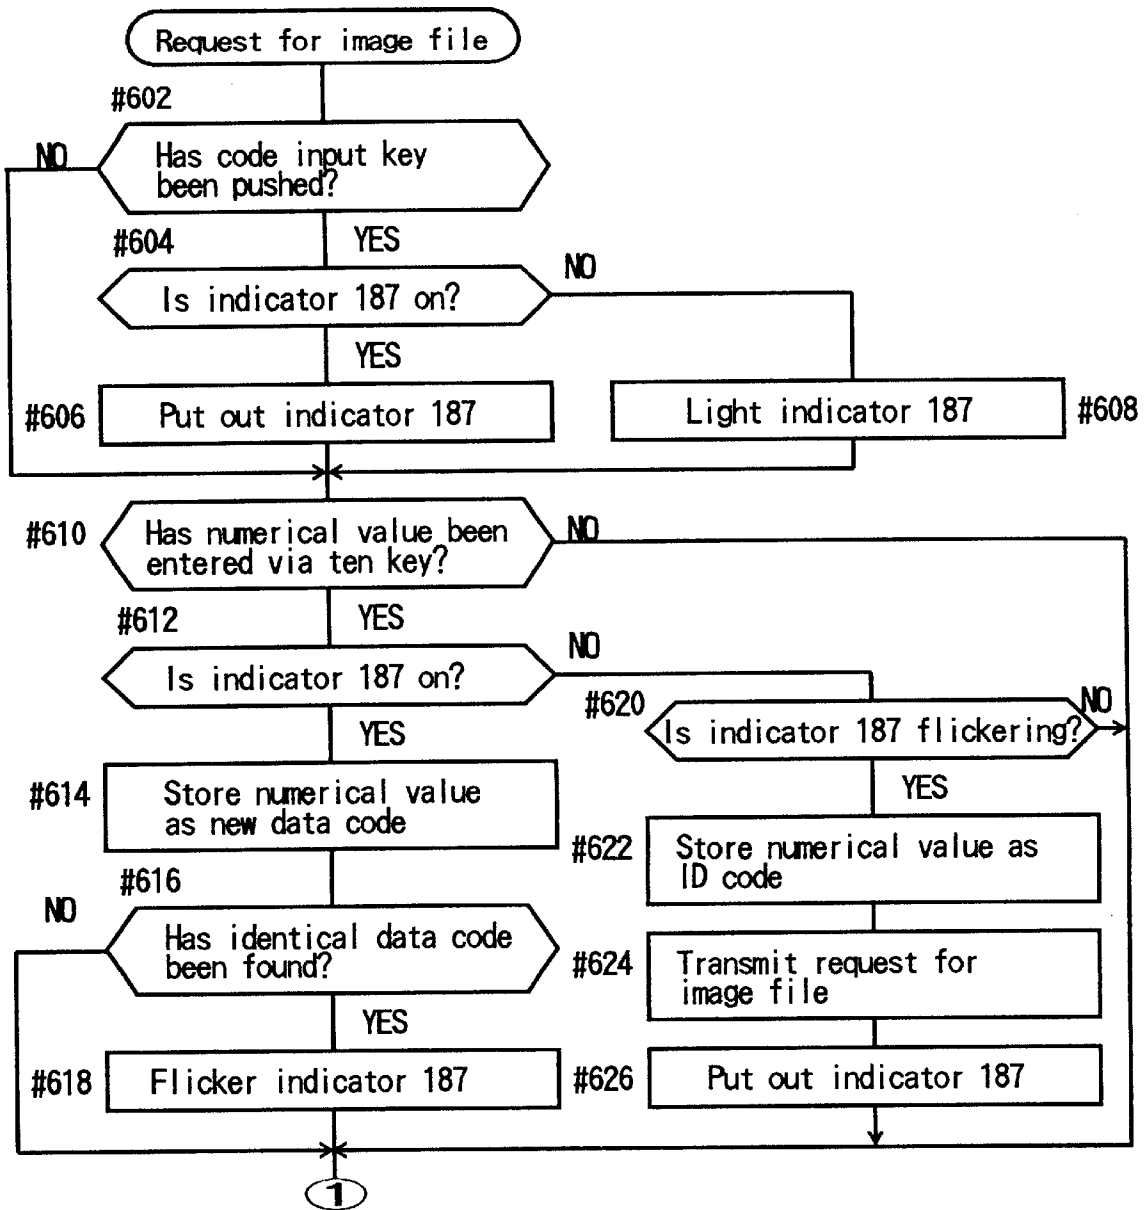 Request for image file
#602
NO
Has code input key
been pushed?
YES
#604
NO
Is indicator 187 on?
YES
#606
Put out indicator 187
Light indicator 187
#608
#610
Has numerical value been
entered via ten key?
NO
YES
#612
NO
Is indicator 187 on?
#620
NO
Is indicator 187 flickering?
YES
YES
#614
Store numerical value
as new data code
#622
Store numerical value as
ID code
#616
NO
Has identical data code
been found?
#624
Transmit request for
image file
YES
#618
Flicker indicator 187
#626
Put out indicator 187
1